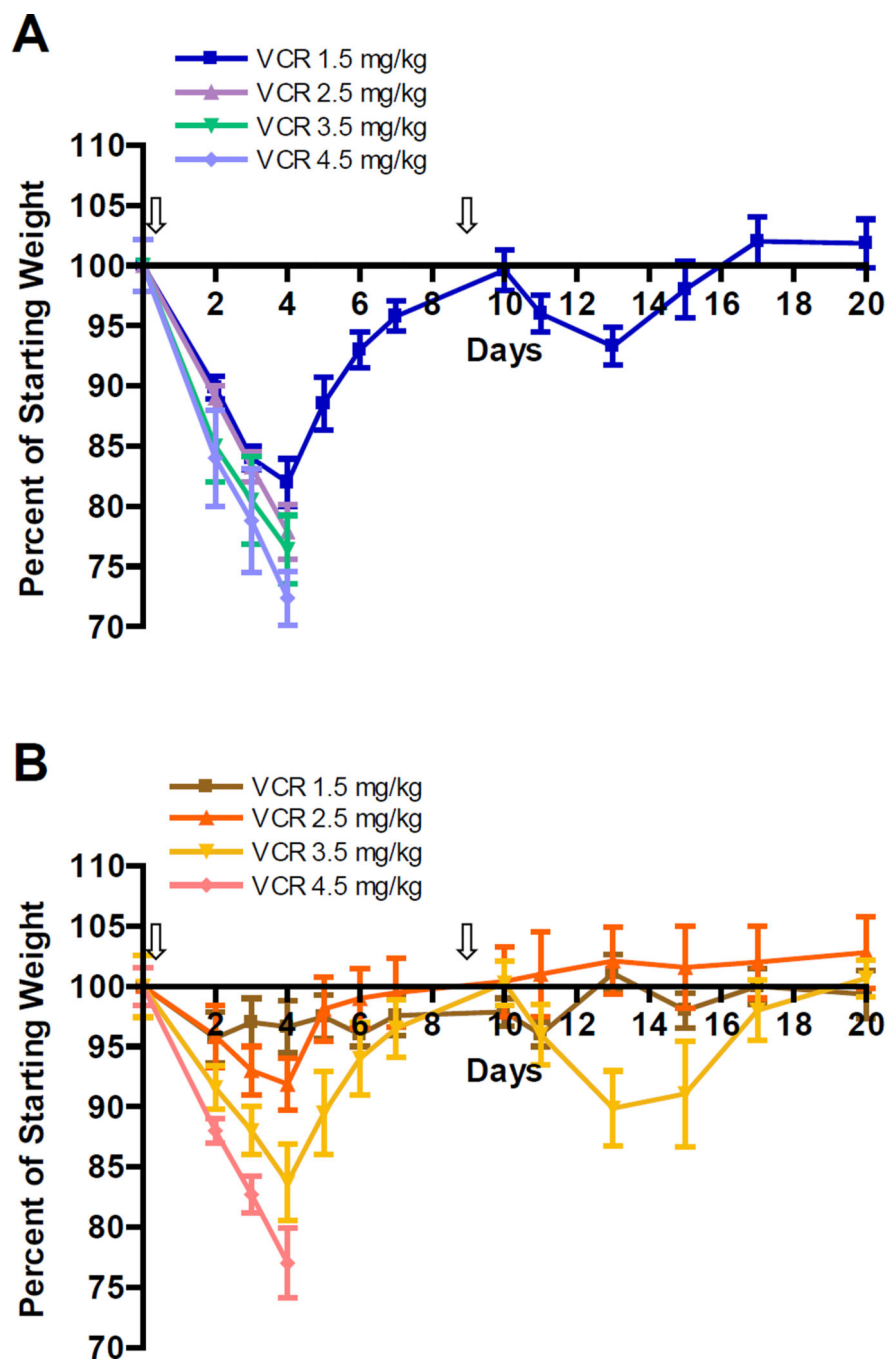 A
VCR 1.5 mg/kg
VCR 2.5 mg/kg
VCR 3.5 mg/kg
VCR 4.5 mg/kg
110
105
100
95
90
85
80
75
70
Percent of Starting Weight
2 4 6 8 10 12 14 16 18 20
Days
B
VCR 1.5 mg/kg
VCR 2.5 mg/kg
VCR 3.5 mg/kg
VCR 4.5 mg/kg
110
105
100
95
90
85
80
75
70
Percent of Starting Weight
2 4 6 8 10 12 14 16 18 20
Days